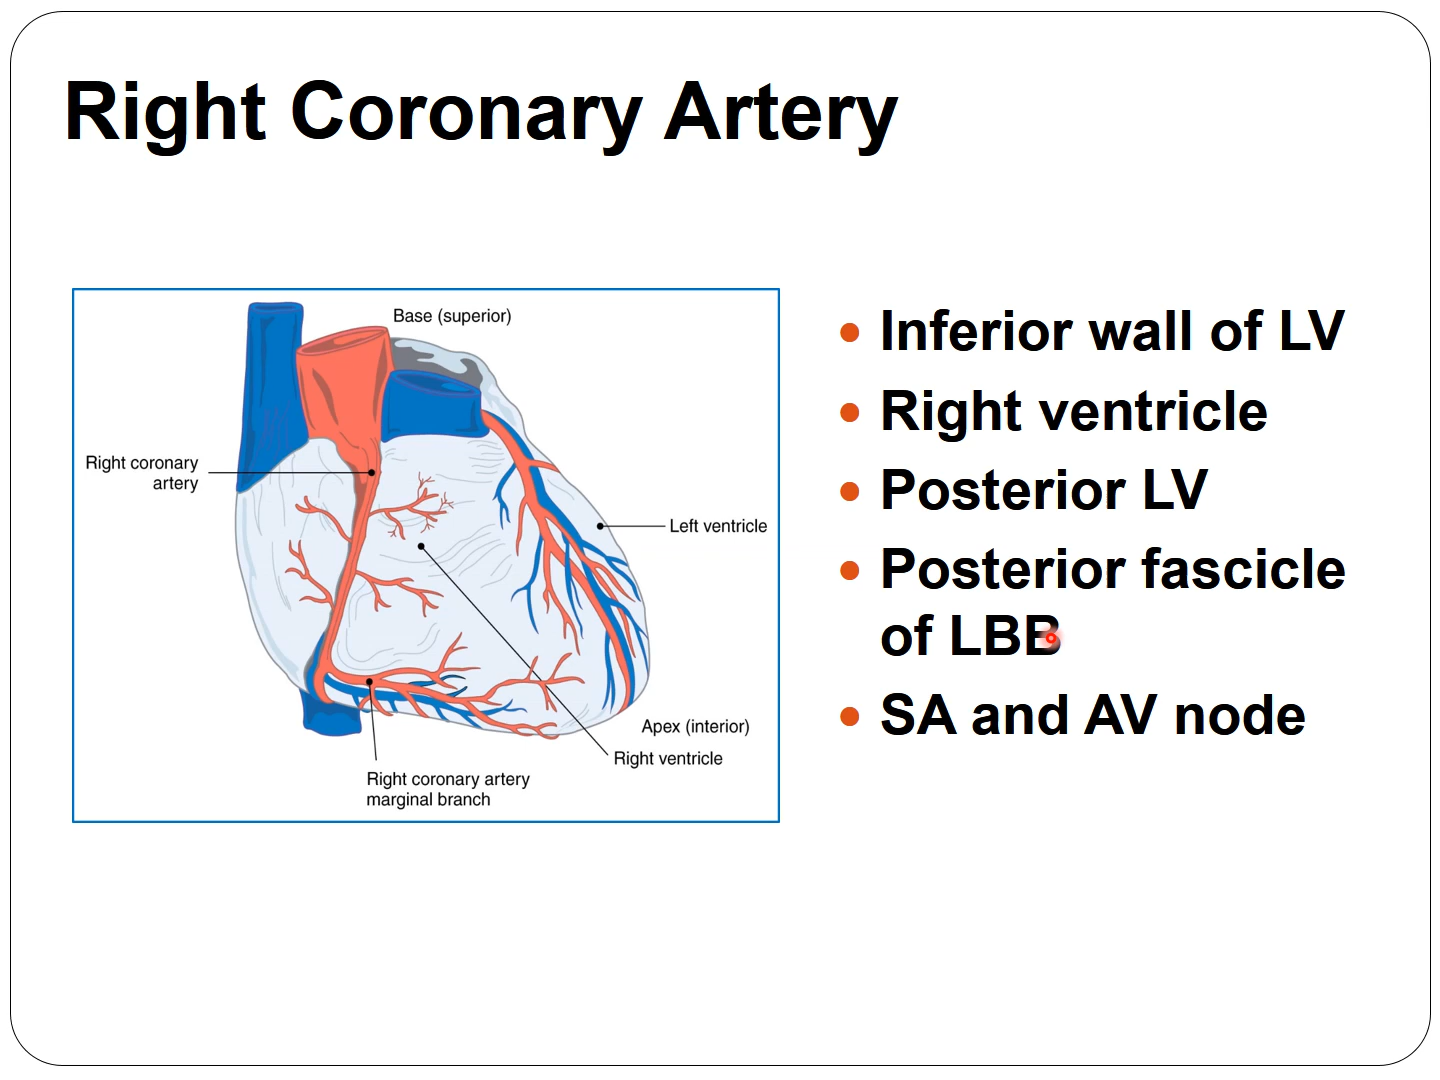 Right Coronary Artery
Base (superior)
Right coronary
artery
Left ventricle
Apex (interior)
Right ventricle
Right coronary artery
marginal branch
Inferior wall of LV
Right ventricle
Posterior LV
Posterior fascicle
of LBB
SA and AV node